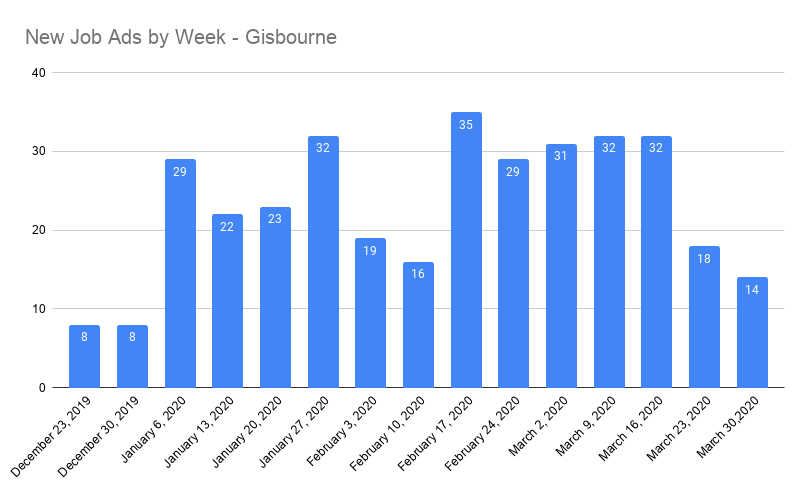 New Job Ads by Week - Gisbourne
40
30
20
10
0
8
8
29
22
23
32
19
16
35
29
31
32
32
18
14
December 23, 2019
December 30, 2019
January 6, 2020
January 13, 2020
January 20, 2020
January 27, 2020
February 3, 2020
February 10, 2020
February 17, 2020
February 24, 2020
March 2, 2020
March 9, 2020
March 16, 2020
March 23, 2020
March 30,2020